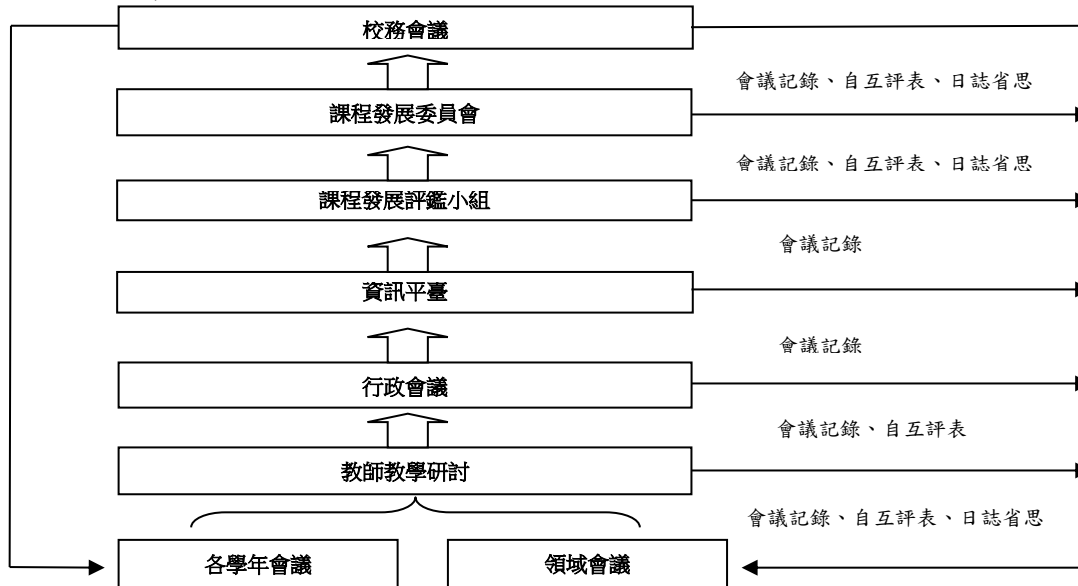 校務會議
會議記錄、自互評表、日誌省思
課程發展委員會
會議記錄、自互評表、日誌省思
課程發展評鑑小組
會議記錄
資訊平臺
會議記錄
行政會議
會議記錄、自互評表
教師教學研討
會議記錄、自互評表、日誌省思
各學年會議
領域會議